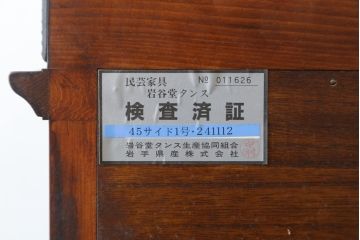 民芸家具 № 011626
岩谷堂タンス
検査済証
45サイド1号・241112
岩谷堂タンス生産協同組合
岩手県産株式会社